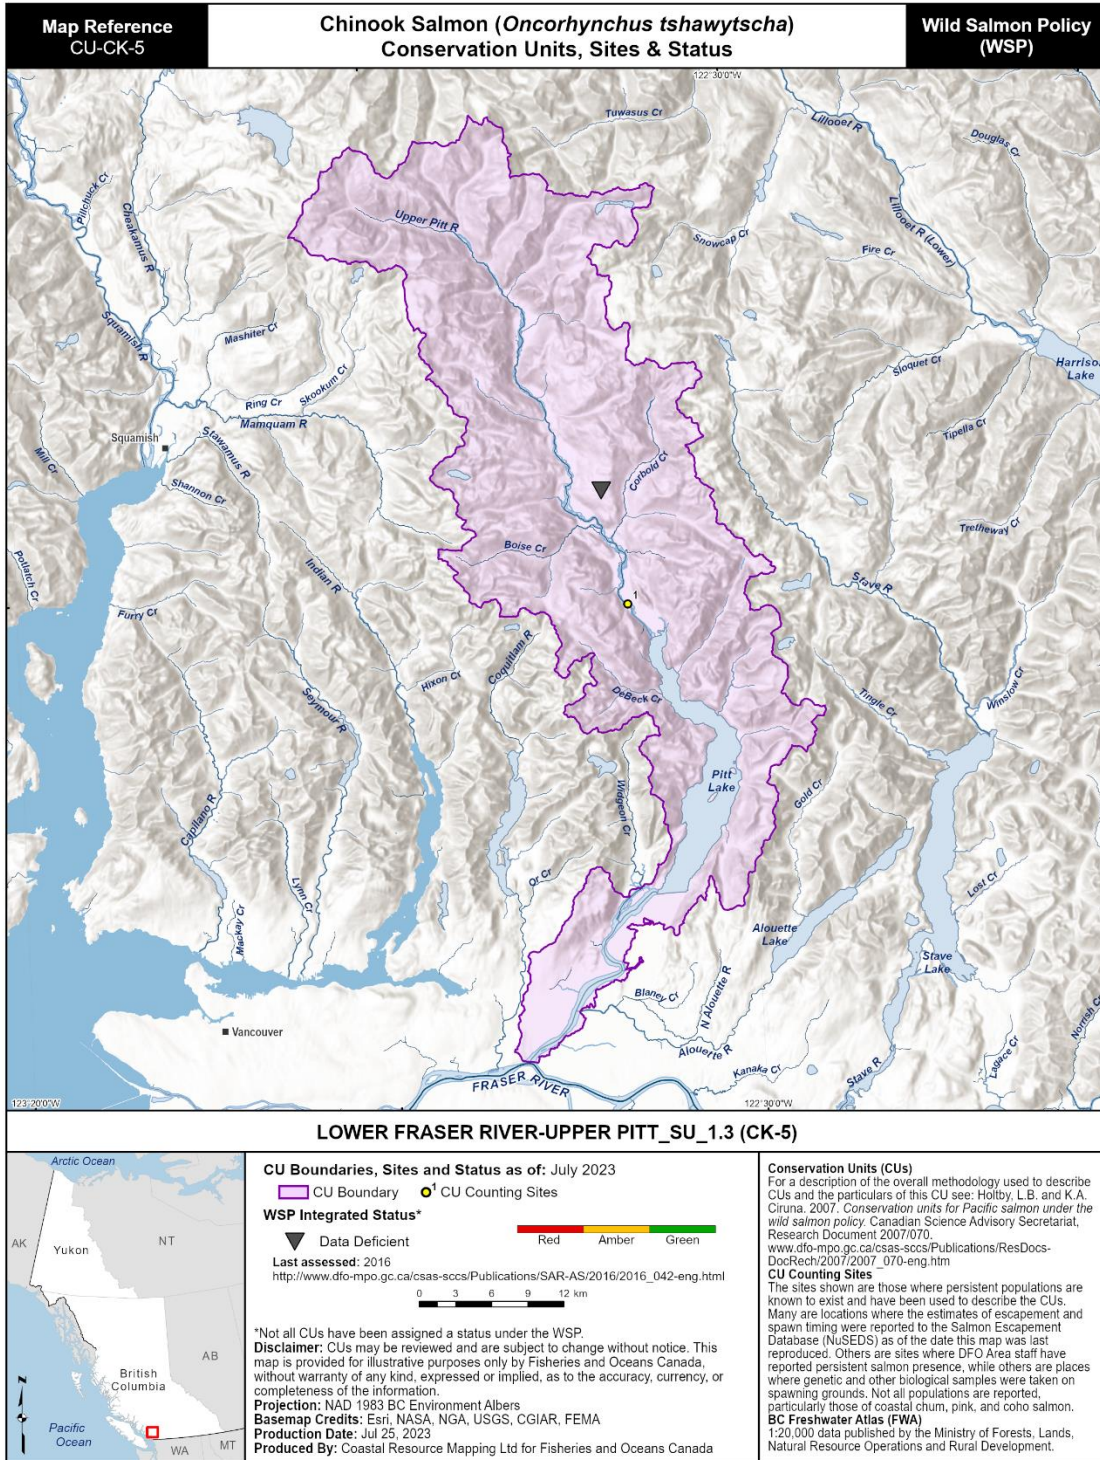 Map Reference
CU-CK-5
Chinook Salmon (Oncorhynchus tshawytscha)
Conservation Units, Sites & Status
Wild Salmon Policy
(WSP)
122°30'0"W
Tuwasus Cr
Lillooet R
Douglas Cr
Pillchuck Cr
Cheakamus R
Upper Pitt R
Snowcap Cr
Lillooet R (Lower)
Fire Cr
Squamish R
Mashiter Cr
Skookum Cr
Sloquet Cr
Harrison
Lake
Ring Cr
Mamquam R
Tipella Cr
Squamish
Stawamus R
Mill Cr
Shannon Cr
Corbold Cr
Tretheway Cr
Boise Cr
Potlatch Cr
Indian R
Stave R
Furry Cr
1
Coquitlam R
Hixon Cr
DeBeck Cr
Seymour R
Tingle Cr
Winslow Cr
Pitt
Lake
Widgeon Cr
Gold Cr
Capilano R
Or Cr
Lynn Cr
Mackay Cr
Lost Cr
Alouette
Lake
Stave
Lake
Blaney Cr
N Alouette R
Vancouver
Alouette R
Norrish Cr
Lagace Cr
Kanaka Cr
Stave R
FRASER RIVER
123°20'0"W
122°30'0"W
LOWER FRASER RIVER-UPPER PITT_SU_1.3 (CK-5)
Arctic Ocean
AK
Yukon
NT
British
Columbia
AB
N
Pacific
Ocean
WA
MT
CU Boundaries, Sites and Status as of: July 2023
CU Boundary
1 CU Counting Sites
WSP Integrated Status*
Data Deficient
Red Amber Green
Last assessed: 2016
http://www.dfo-mpo.gc.ca/csas-sccs/Publications/SAR-AS/2016/2016_042-eng.html
0 3 6 9 12 km
*Not all CUs have been assigned a status under the WSP.
Disclaimer: CUs may be reviewed and are subject to change without notice. This
map is provided for illustrative purposes only by Fisheries and Oceans Canada,
without warranty of any kind, expressed or implied, as to the accuracy, currency, or
completeness of the information.
Projection: NAD 1983 BC Environment Albers
Basemap Credits: Esri, NASA, NGA, USGS, CGIAR, FEMA
Production Date: Jul 25, 2023
Produced By: Coastal Resource Mapping Ltd for Fisheries and Oceans Canada
Conservation Units (CUs)
For a description of the overall methodology used to describe
CUs and the particulars of this CU see: Holtby, L.B. and K.A.
Ciruna. 2007. Conservation units for Pacific salmon under the
wild salmon policy. Canadian Science Advisory Secretariat,
Research Document 2007/070.
www.dfo-mpo.gc.ca/csas-sccs/Publications/ResDocs-
DocRech/2007/2007_070-eng.htm
CU Counting Sites
The sites shown are those where persistent populations are
known to exist and have been used to describe the CUs.
Many are locations where the estimates of escapement and
spawn timing were reported to the Salmon Escapement
Database (NuSEDS) as of the date this map was last
reproduced. Others are sites where DFO Area staff have
reported persistent salmon presence, while others are places
where genetic and other biological samples were taken on
spawning grounds. Not all populations are reported,
particularly those of coastal chum, pink, and coho salmon.
BC Freshwater Atlas (FWA)
1:20,000 data published by the Ministry of Forests, Lands,
Natural Resource Operations and Rural Development.